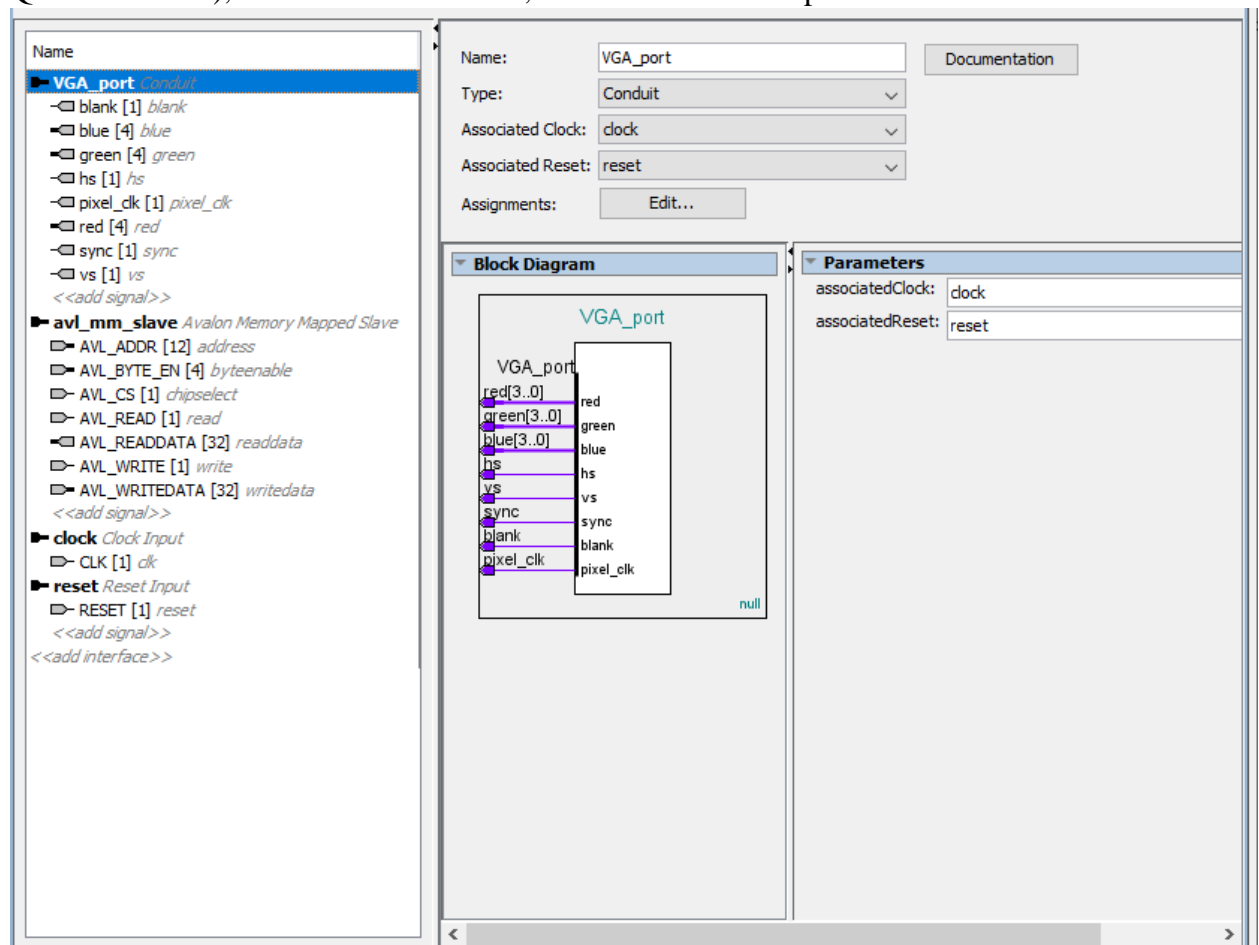 Name
VGA_port Conduit
blank [1] blank
blue [4] blue
green [4] green
hs [1] hs
pixel_clk [1] pixel_clk
red [4] red
sync [1] sync
vs [1] vs
<<add signal>>
avl_mm_slave Avalon Memory Mapped Slave
AVL_ADDR [12] address
AVL_BYTE_EN [4] byteenable
AVL_CS [1] chipselect
AVL_READ [1] read
AVL_READDATA [32] readdata
AVL_WRITE [1] write
AVL_WRITEDATA [32] writedata
<<add signal>>
clock Clock Input
CLK [1] clk
reset Reset Input
RESET [1] reset
<<add signal>>
<<add interface>>
Name: VGA_port Documentation
Type: Conduit
Associated Clock: clock
Associated Reset: reset
Assignments: Edit...
Block Diagram
VGA_port
VGA_port
red[3..0] red
green[3..0] green
blue[3..0] blue
hs hs
vs vs
sync sync
blank blank
pixel_clk pixel_clk
null
Parameters
associatedClock: clock
associatedReset: reset